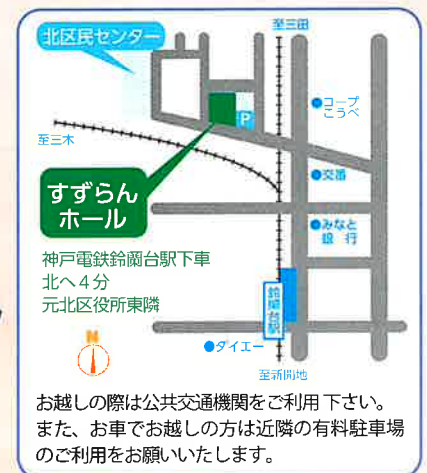 北区民センター
至三田
コープ
こうべ
P
至三木
交番
すずらん
ホール
みなと
銀行
神戸電鉄鈴蘭台駅下車
北へ4分
元北区役所東隣
鈴蘭台駅
N
ダイエー
至新開地
お越しの際は公共交通機関をご利用下さい。
また、お車でお越しの方は近隣の有料駐車場
のご利用をお願いいたします。